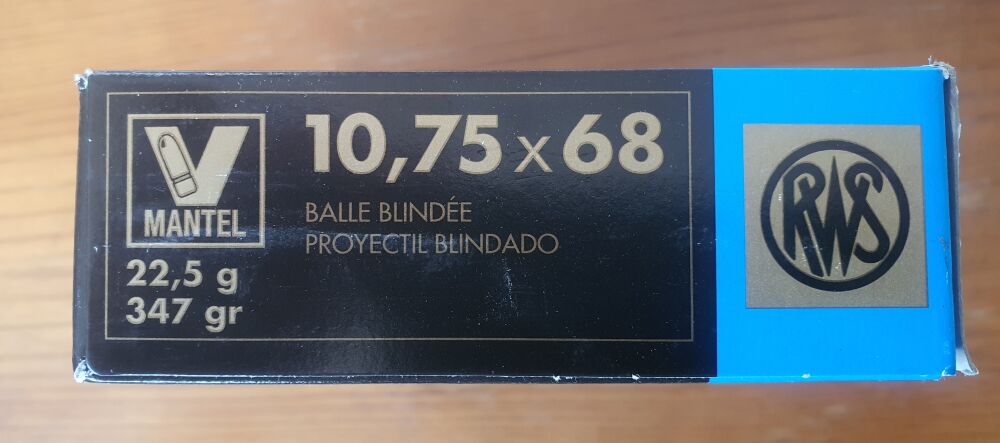 V
MANTEL
22,5 g
347 gr
10,75 x 68
BALLE BLINDÉE
PROYECTIL BLINDADO
RWS